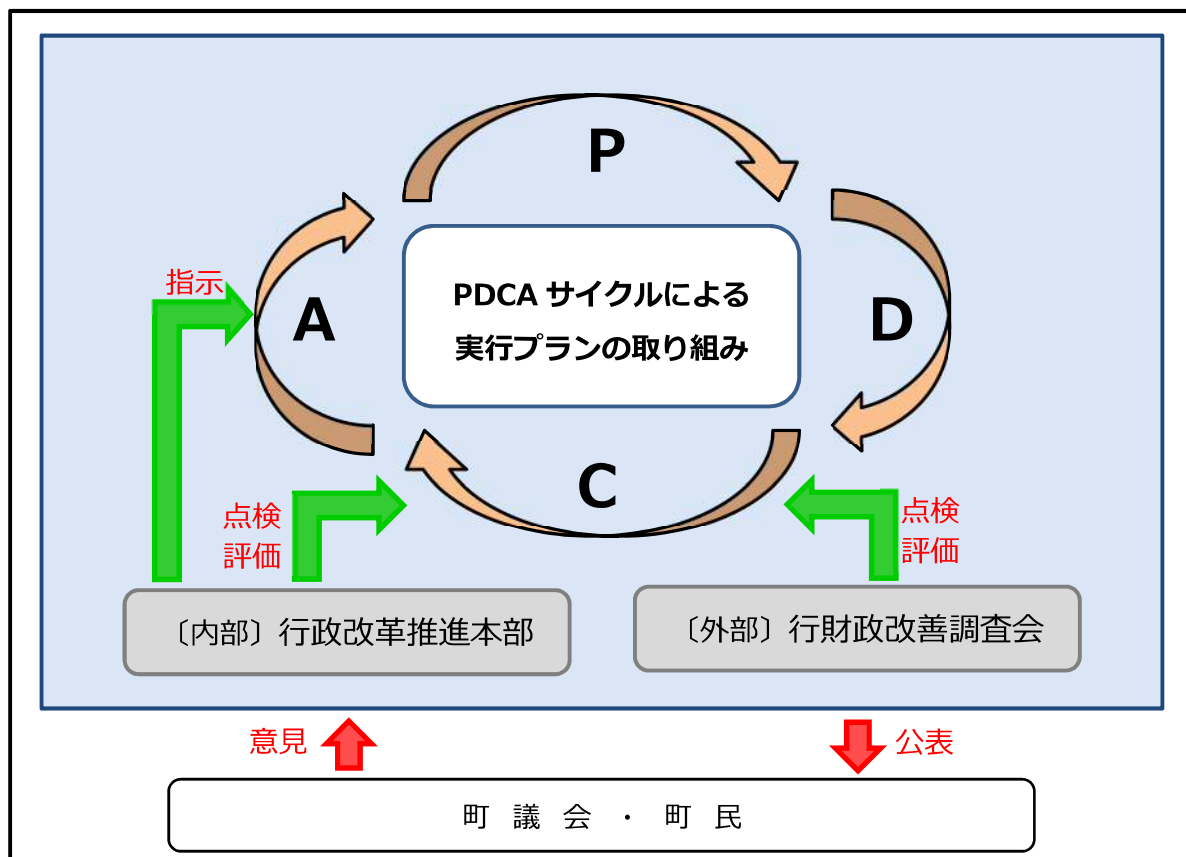 P
指示
A
PDCA サイクルによる
実行プランの取り組み
D
C
点検
評価
点検
評価
〔内部〕行政改革推進本部
〔外部〕行財政改善調査会
意見
公表
町 議 会 ・ 町 民